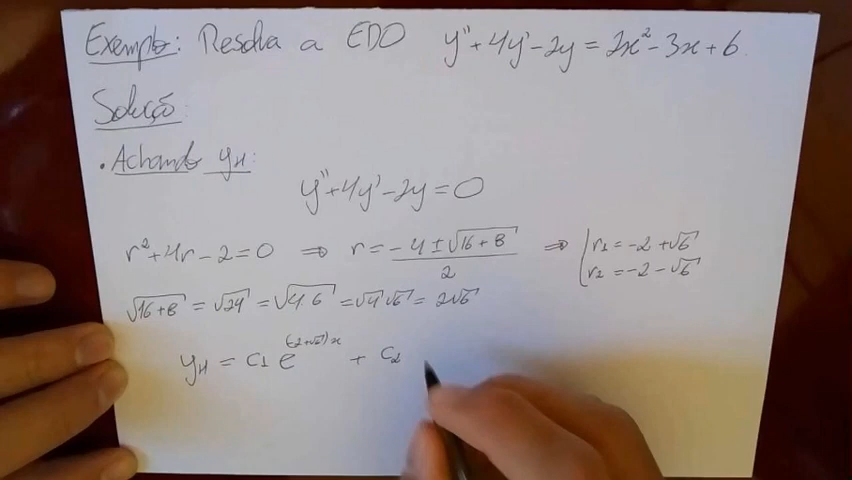 Exemplo: Resolva a EDO y'' + 4y' - 2y = 2x² - 3x + 6.
Solução:
• Achando y_H:
y'' + 4y' - 2y = 0
r² + 4r - 2 = 0 ⇒ r = (-4 ± √(16 + 8))/2 ⇒ { r₁ = -2 + √6
r₂ = -2 - √6
√(16 + 8) = √24 = √(4.6) = √4 √6 = 2√6
y_H = C₁ e^((-2+√6)x) + C₂